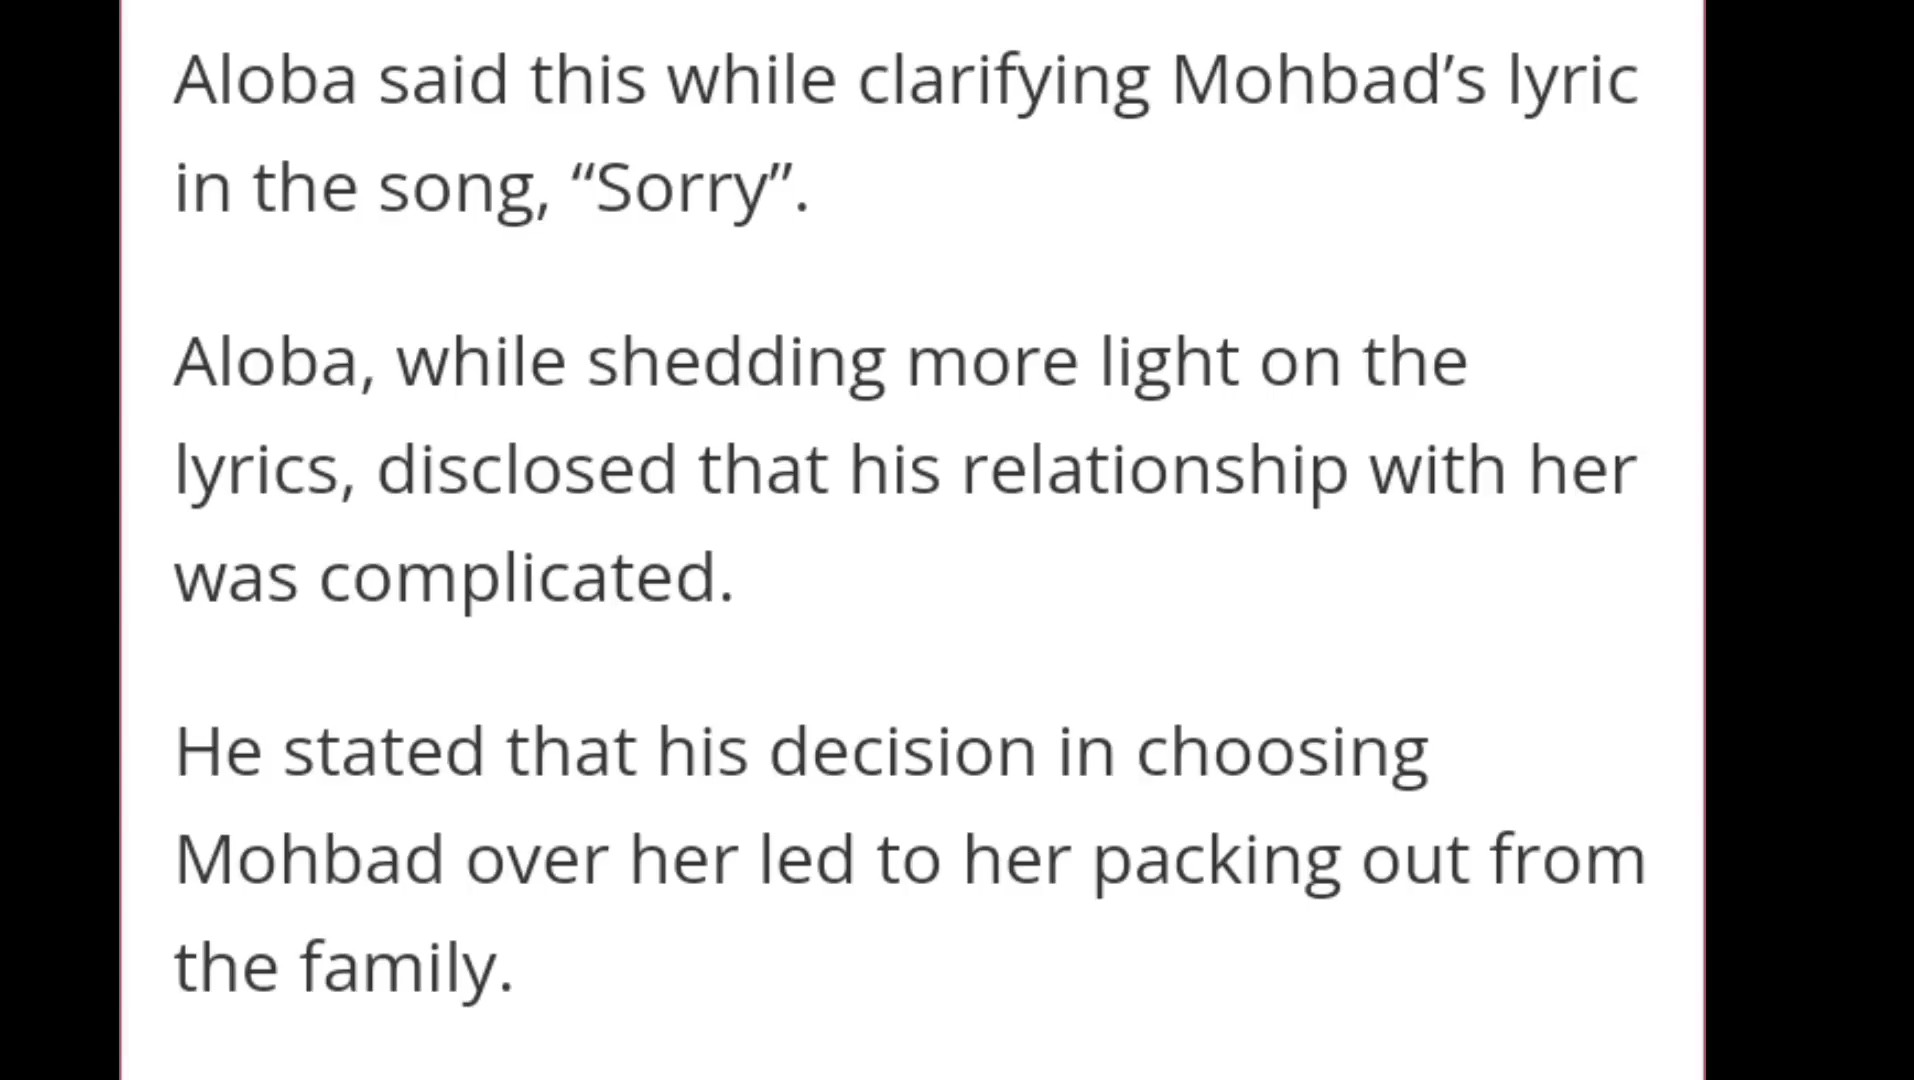 Aloba said this while clarifying Mohbad’s lyric
in the song, “Sorry”.
Aloba, while shedding more light on the
lyrics, disclosed that his relationship with her
was complicated.
He stated that his decision in choosing
Mohbad over her led to her packing out from
the family.